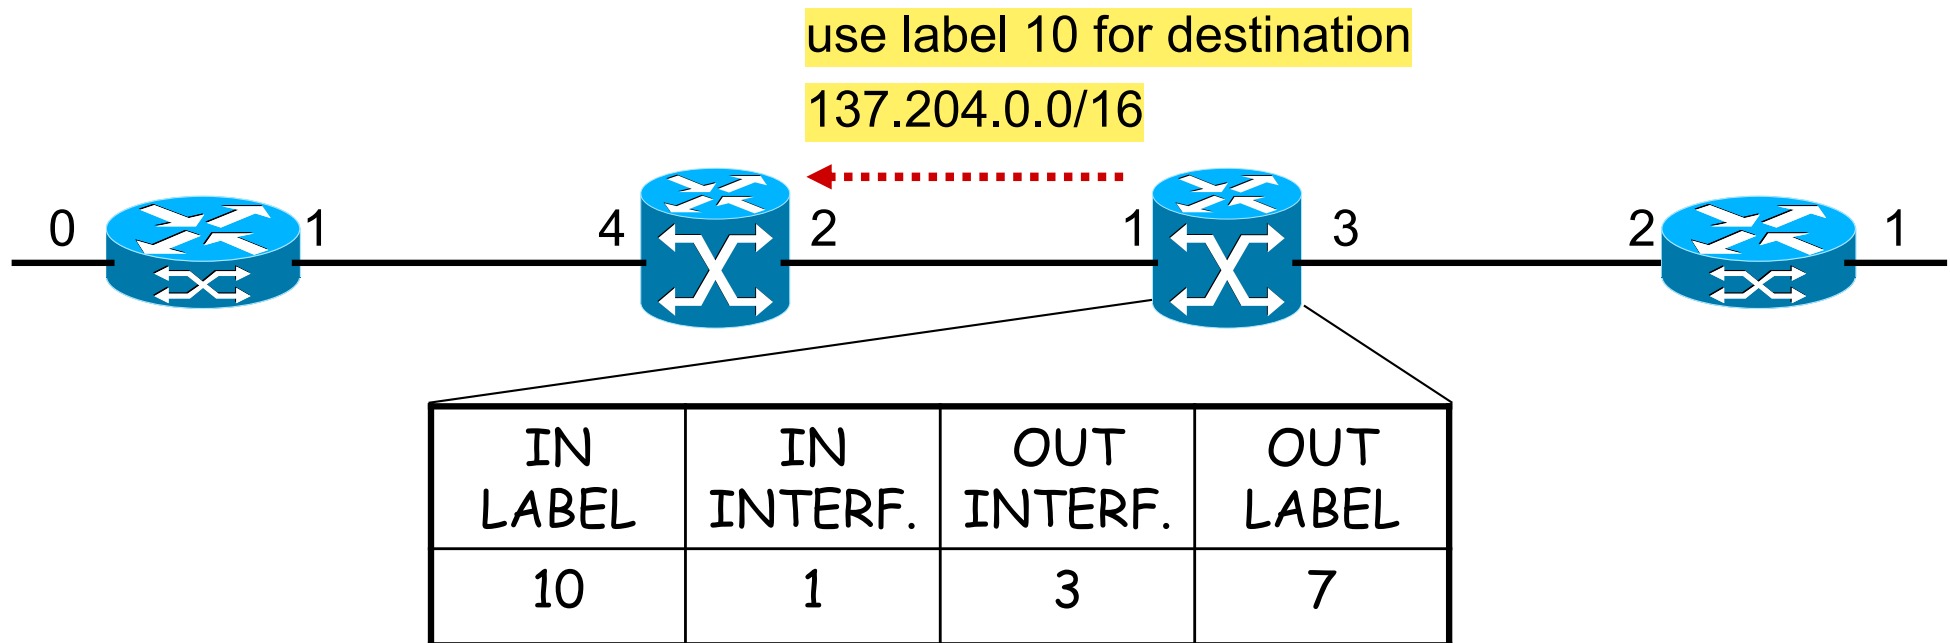 use label 10 for destination
137.204.0.0/16
0 1 4 2 1 3 2 1
IN LABEL IN INTERF. OUT INTERF. OUT LABEL
10 1 3 7